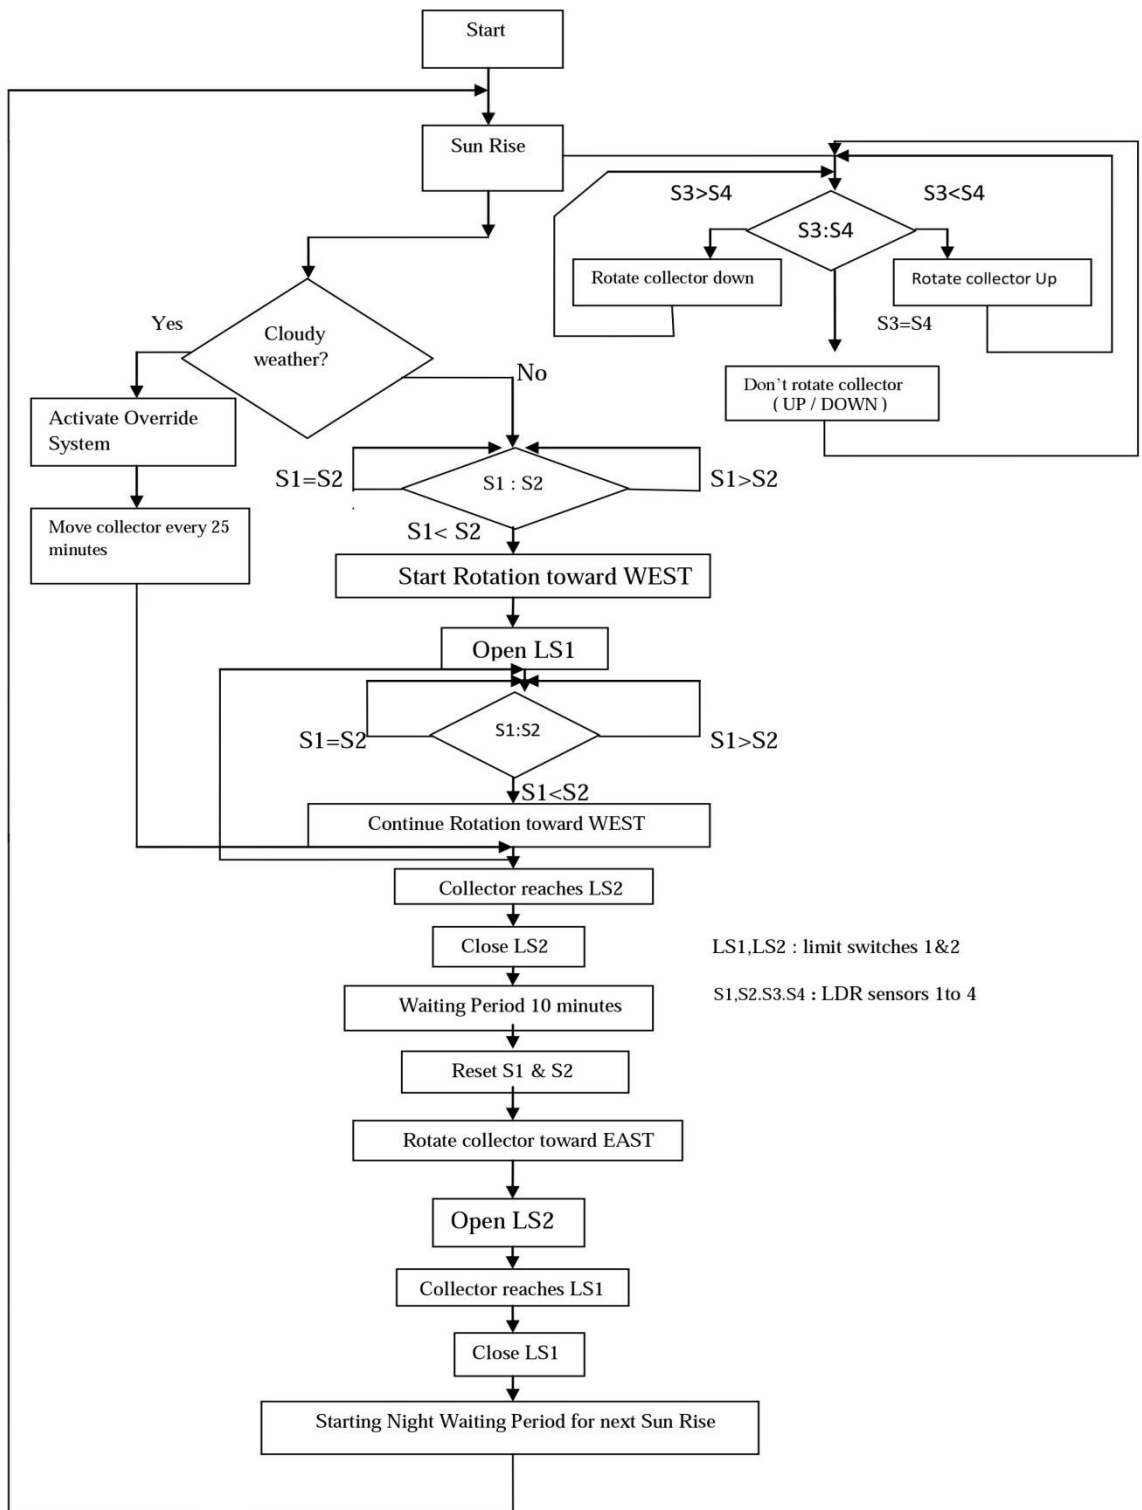 Start
Sun Rise
S3>S4
S3<S4
S3:S4
Rotate collector down
Rotate collector Up
S3=S4
Don't rotate collector
( UP / DOWN )
Yes
Cloudy
weather?
No
Activate Override
System
Move collector every 25
minutes
S1=S2
S1 : S2
S1>S2
S1< S2
Start Rotation toward WEST
Open LS1
S1=S2
S1:S2
S1>S2
S1<S2
Continue Rotation toward WEST
Collector reaches LS2
Close LS2
LS1,LS2 : limit switches 1&2
Waiting Period 10 minutes
S1,S2.S3.S4 : LDR sensors 1to 4
Reset S1 & S2
Rotate collector toward EAST
Open LS2
Collector reaches LS1
Close LS1
Starting Night Waiting Period for next Sun Rise